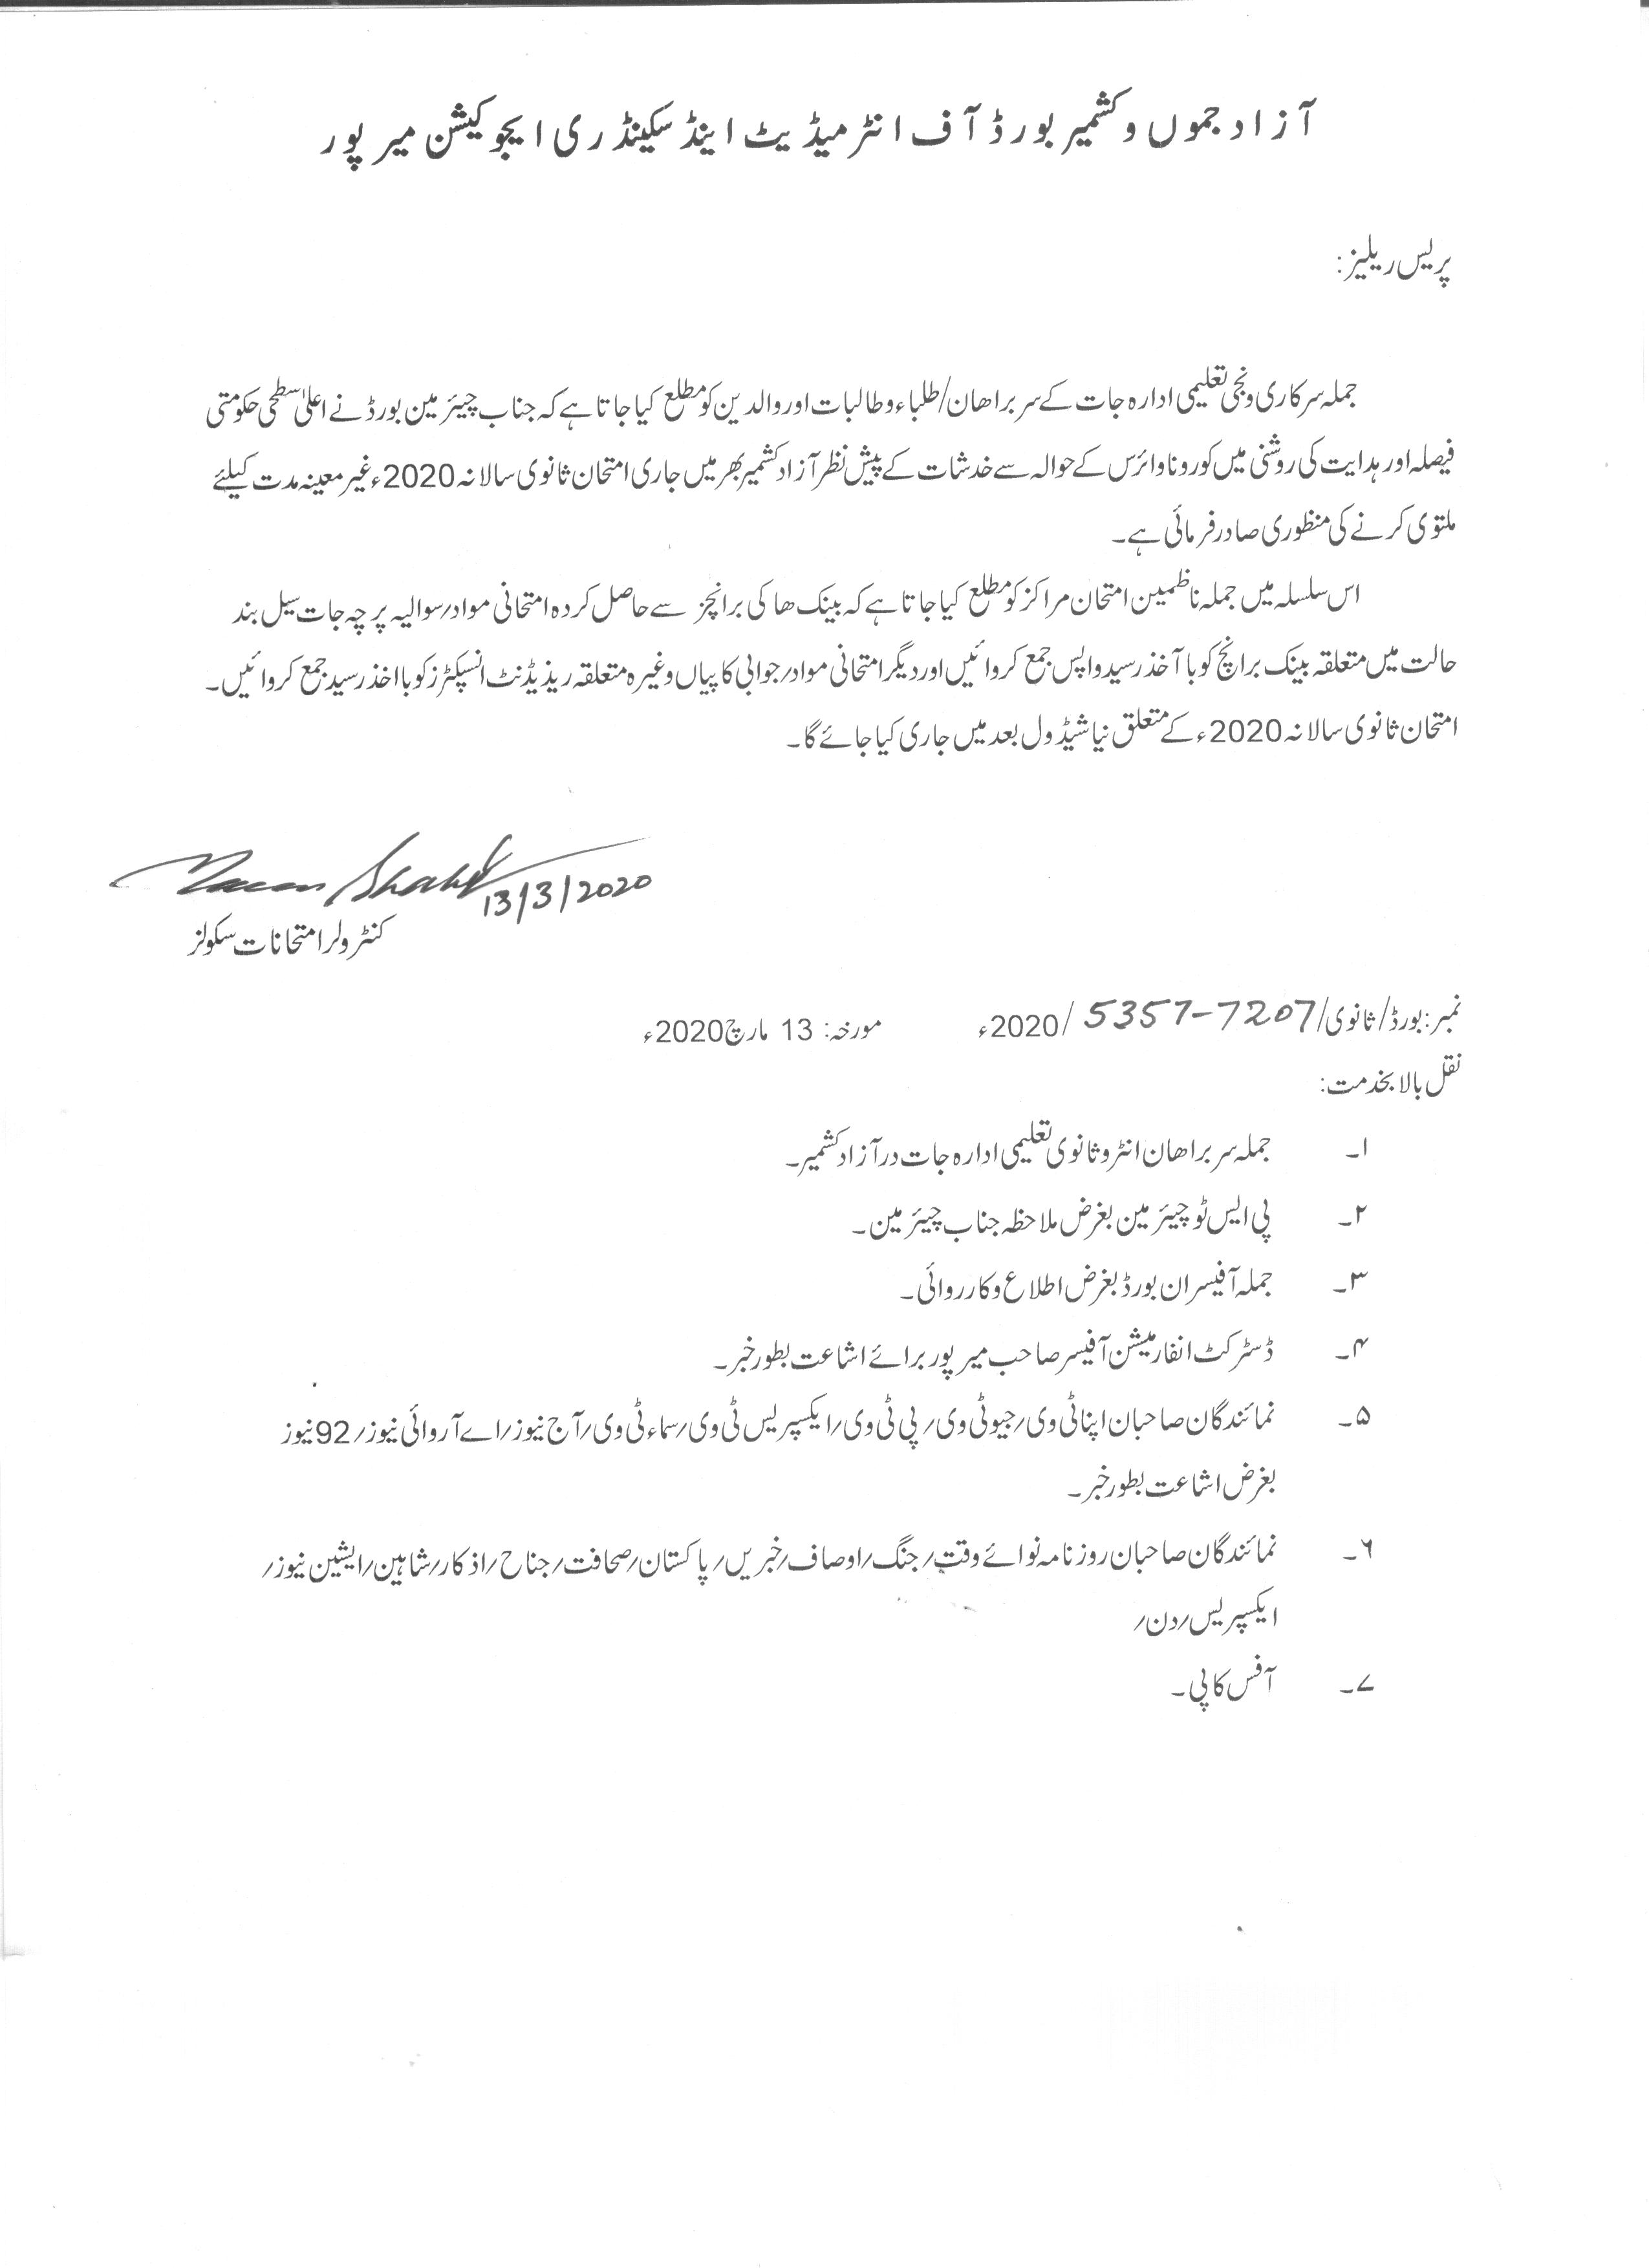 آزاد جموں و کشمیر بورڈ آف انٹرمیڈیٹ اینڈ سکینڈری ایجوکیشن میرپور
پریس ریلیز:
جملہ سرکاری و نجی تعلیمی ادارہ جات کے سربراھان/طلباء و طالبات اور والدین کو مطلع کیا جاتا ہے کہ جناب چیئرمین بورڈ نے اعلیٰ سطحی حکومتی
فیصلہ اور ہدایت کی روشنی میں کورونا وائرس کے حوالہ سے خدشات کے پیش نظر آزاد کشمیر بھر میں جاری امتحان ثانوی سالانہ 2020ء غیر معینہ مدت کیلئے
ملتوی کرنے کی منظوری صادر فرمائی ہے۔
اس سلسلہ میں جملہ ناظمین امتحان مراکز کو مطلع کیا جاتا ہے کہ بینک ھا کی برانچز سے حاصل کردہ امتحانی مواد/سوالیہ پرچہ جات سیل بند
حالت میں متعلقہ بینک برانچ کو با آخذ رسید واپس جمع کروائیں اور دیگر امتحانی مواد/جوابی کاپیاں وغیرہ متعلقہ ریذیڈنٹ انسپکٹرز کو با اخذ رسید جمع کروائیں۔
امتحان ثانوی سالانہ 2020ء کے متعلق نیا شیڈول بعد میں جاری کیا جائے گا۔
13/3/2020
کنٹرولر امتحانات سکولز
نمبر: بورڈ/ثانوی/5357-7207/2020ء مورخہ: 13 مارچ 2020ء
نقل بالا بخدمت:
۱۔ جملہ سربراھان انٹر و ثانوی تعلیمی ادارہ جات در آزاد کشمیر۔
۲۔ پی ایس ٹو چیئرمین بغرض ملاحظہ جناب چیئرمین۔
۳۔ جملہ آفیسران بورڈ بغرض اطلاع و کارروائی۔
۴۔ ڈسٹرکٹ انفارمیشن آفیسر صاحب میرپور برائے اشاعت بطور خبر۔
۵۔ نمائندگان صاحبان اپنا ٹی وی/جیو ٹی وی/پی ٹی وی/ایکسپریس ٹی وی/سماء ٹی وی/آج نیوز/اے آر وائی نیوز/92 نیوز
بغرض اشاعت بطور خبر۔
۶۔ نمائندگان صاحبان روزنامہ نوائے وقت/جنگ/اوصاف/خبریں/پاکستان/صحافت/جناح/اذکار/شاہین/ایشین نیوز/
ایکسپریس/دن/
۷۔ آفس کاپی۔